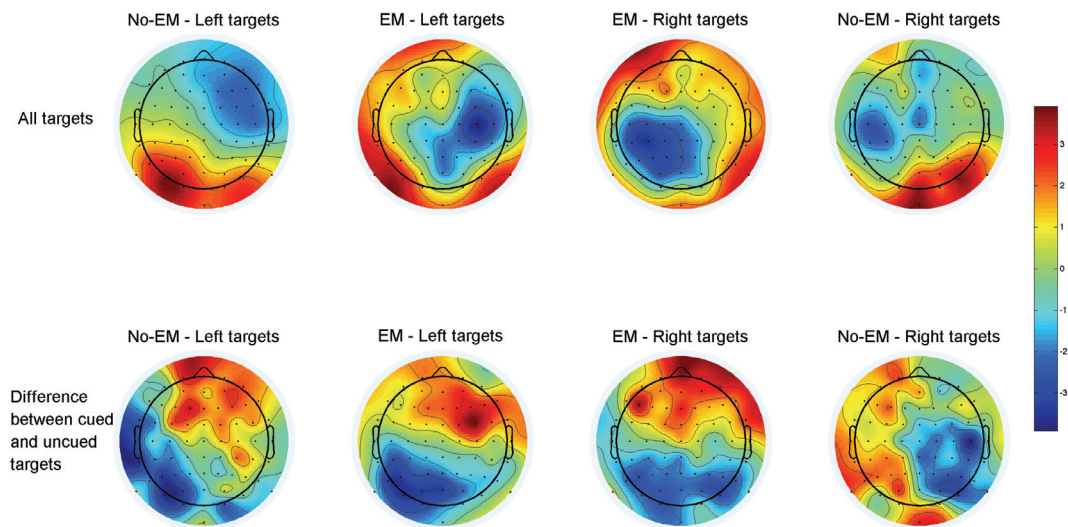 No-EM - Left targets
EM - Left targets
EM - Right targets
No-EM - Right targets
All targets
3
2
1
0
-1
-2
-3
No-EM - Left targets
EM - Left targets
EM - Right targets
No-EM - Right targets
Difference
between cued
and uncued
targets